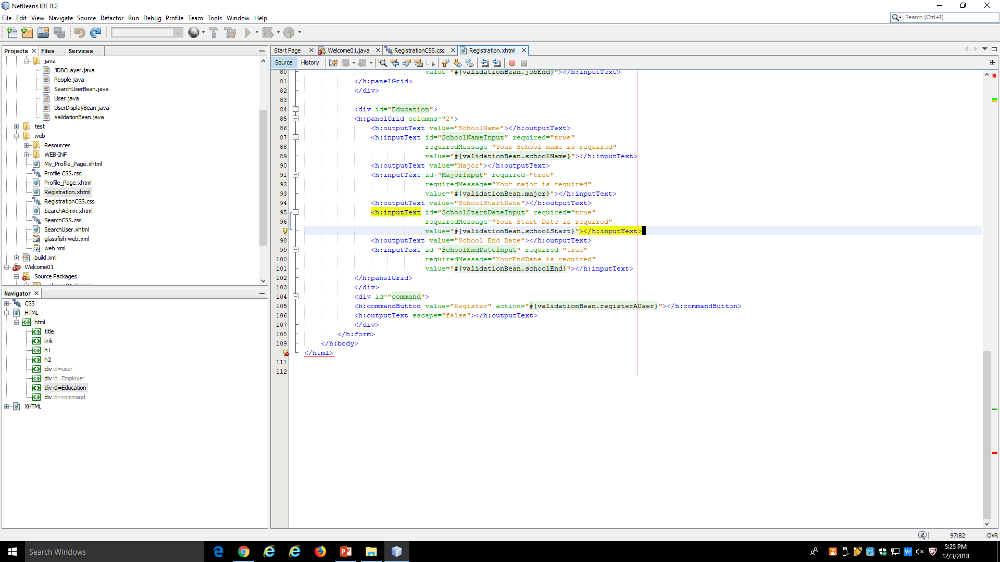 NetBeans IDE 8.2
File Edit View Navigate Source Refactor Run Debug Profile Team Tools Window Help
Search (Ctrl+I)
Projects Files Services
java
JDBCLayer.java
People.java
SearchUserBean.java
User.java
UserDisplayBean.java
ValidationBean.java
test
web
Resources
WEB-INF
My_Profile_Page.xhtml
Profile CSS.css
Profile_Page.xhtml
Registration.xhtml
RegistrationCSS.css
SearchAdmin.xhtml
SearchCSS.css
SearchUser.xhtml
glassfish-web.xml
web.xml
build.xml
Welcome01
Source Packages
Navigator
CSS
HTML
html
title
link
h1
h2
div id=user
div id=Employer
div id=Education
div id=command
XHTML
Start Page Welcome01.java RegistrationCSS.css Registration.xhtml
Source History
80 value="#{validationBean.jobEnd}"></h:inputText>
81 </h:panelGrid>
82 </div>
83
84 <div id="Education">
85 <h:panelGrid columns="2">
86 <h:outputText value="SchoolName"></h:outputText>
87 <h:inputText id="SchoolNameInput" required="true"
88 requiredMessage="Your School name is required"
89 value="#{validationBean.schoolName}"></h:inputText>
90 <h:outputText value="Major"></h:outputText>
91 <h:inputText id="MajorInput" required="true"
92 requiredMessage="Your major is required"
93 value="#{validationBean.major}"></h:inputText>
94 <h:outputText value="SchoolStartDate"></h:outputText>
95 <h:inputText id="SchoolStartDateInput" required="true"
96 requiredMessage="Your Start Date is required"
value="#{validationBean.schoolStart}"></h:inputText>
98 <h:outputText value="School End Date"></h:outputText>
99 <h:inputText id="SchoolEndDateInput" required="true"
100 requiredMessage="YourEndDate is required"
101 value="#{validationBean.schoolEnd}"></h:inputText>
102 </h:panelGrid>
103 </div>
104 <div id="command">
105 <h:commandButton value="Register" action="#{validationBean.registerAUser}"></h:commandButton>
106 <h:outputText escape="false"></h:outputText>
107 </div>
108 </h:form>
109 </h:body>
</html>
111
112
2 97:82 OVR
Search Windows
5:25 PM
12/3/2018